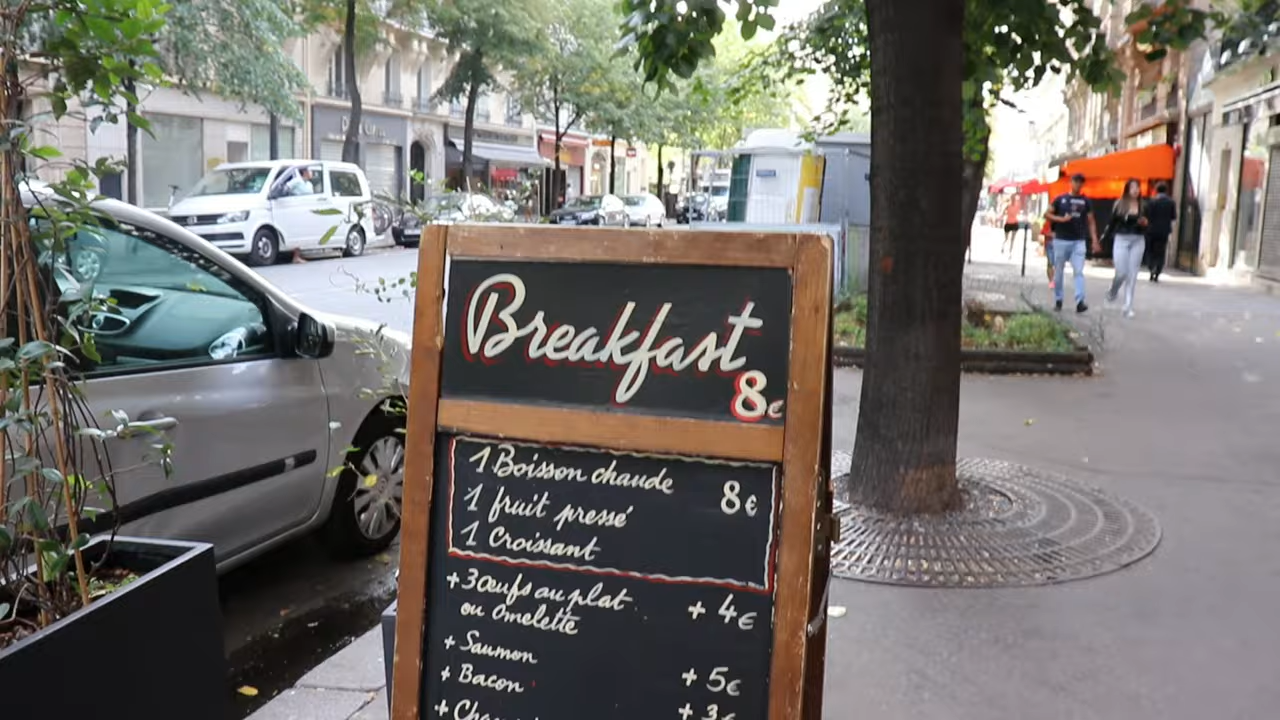 Breakfast
8€
1 Boisson chaude 8€
1 fruit pressé
1 Croissant
+ 3 œufs au plat + 4€
ou omelette
+ Saumon + 5€
+ Bacon + 3€